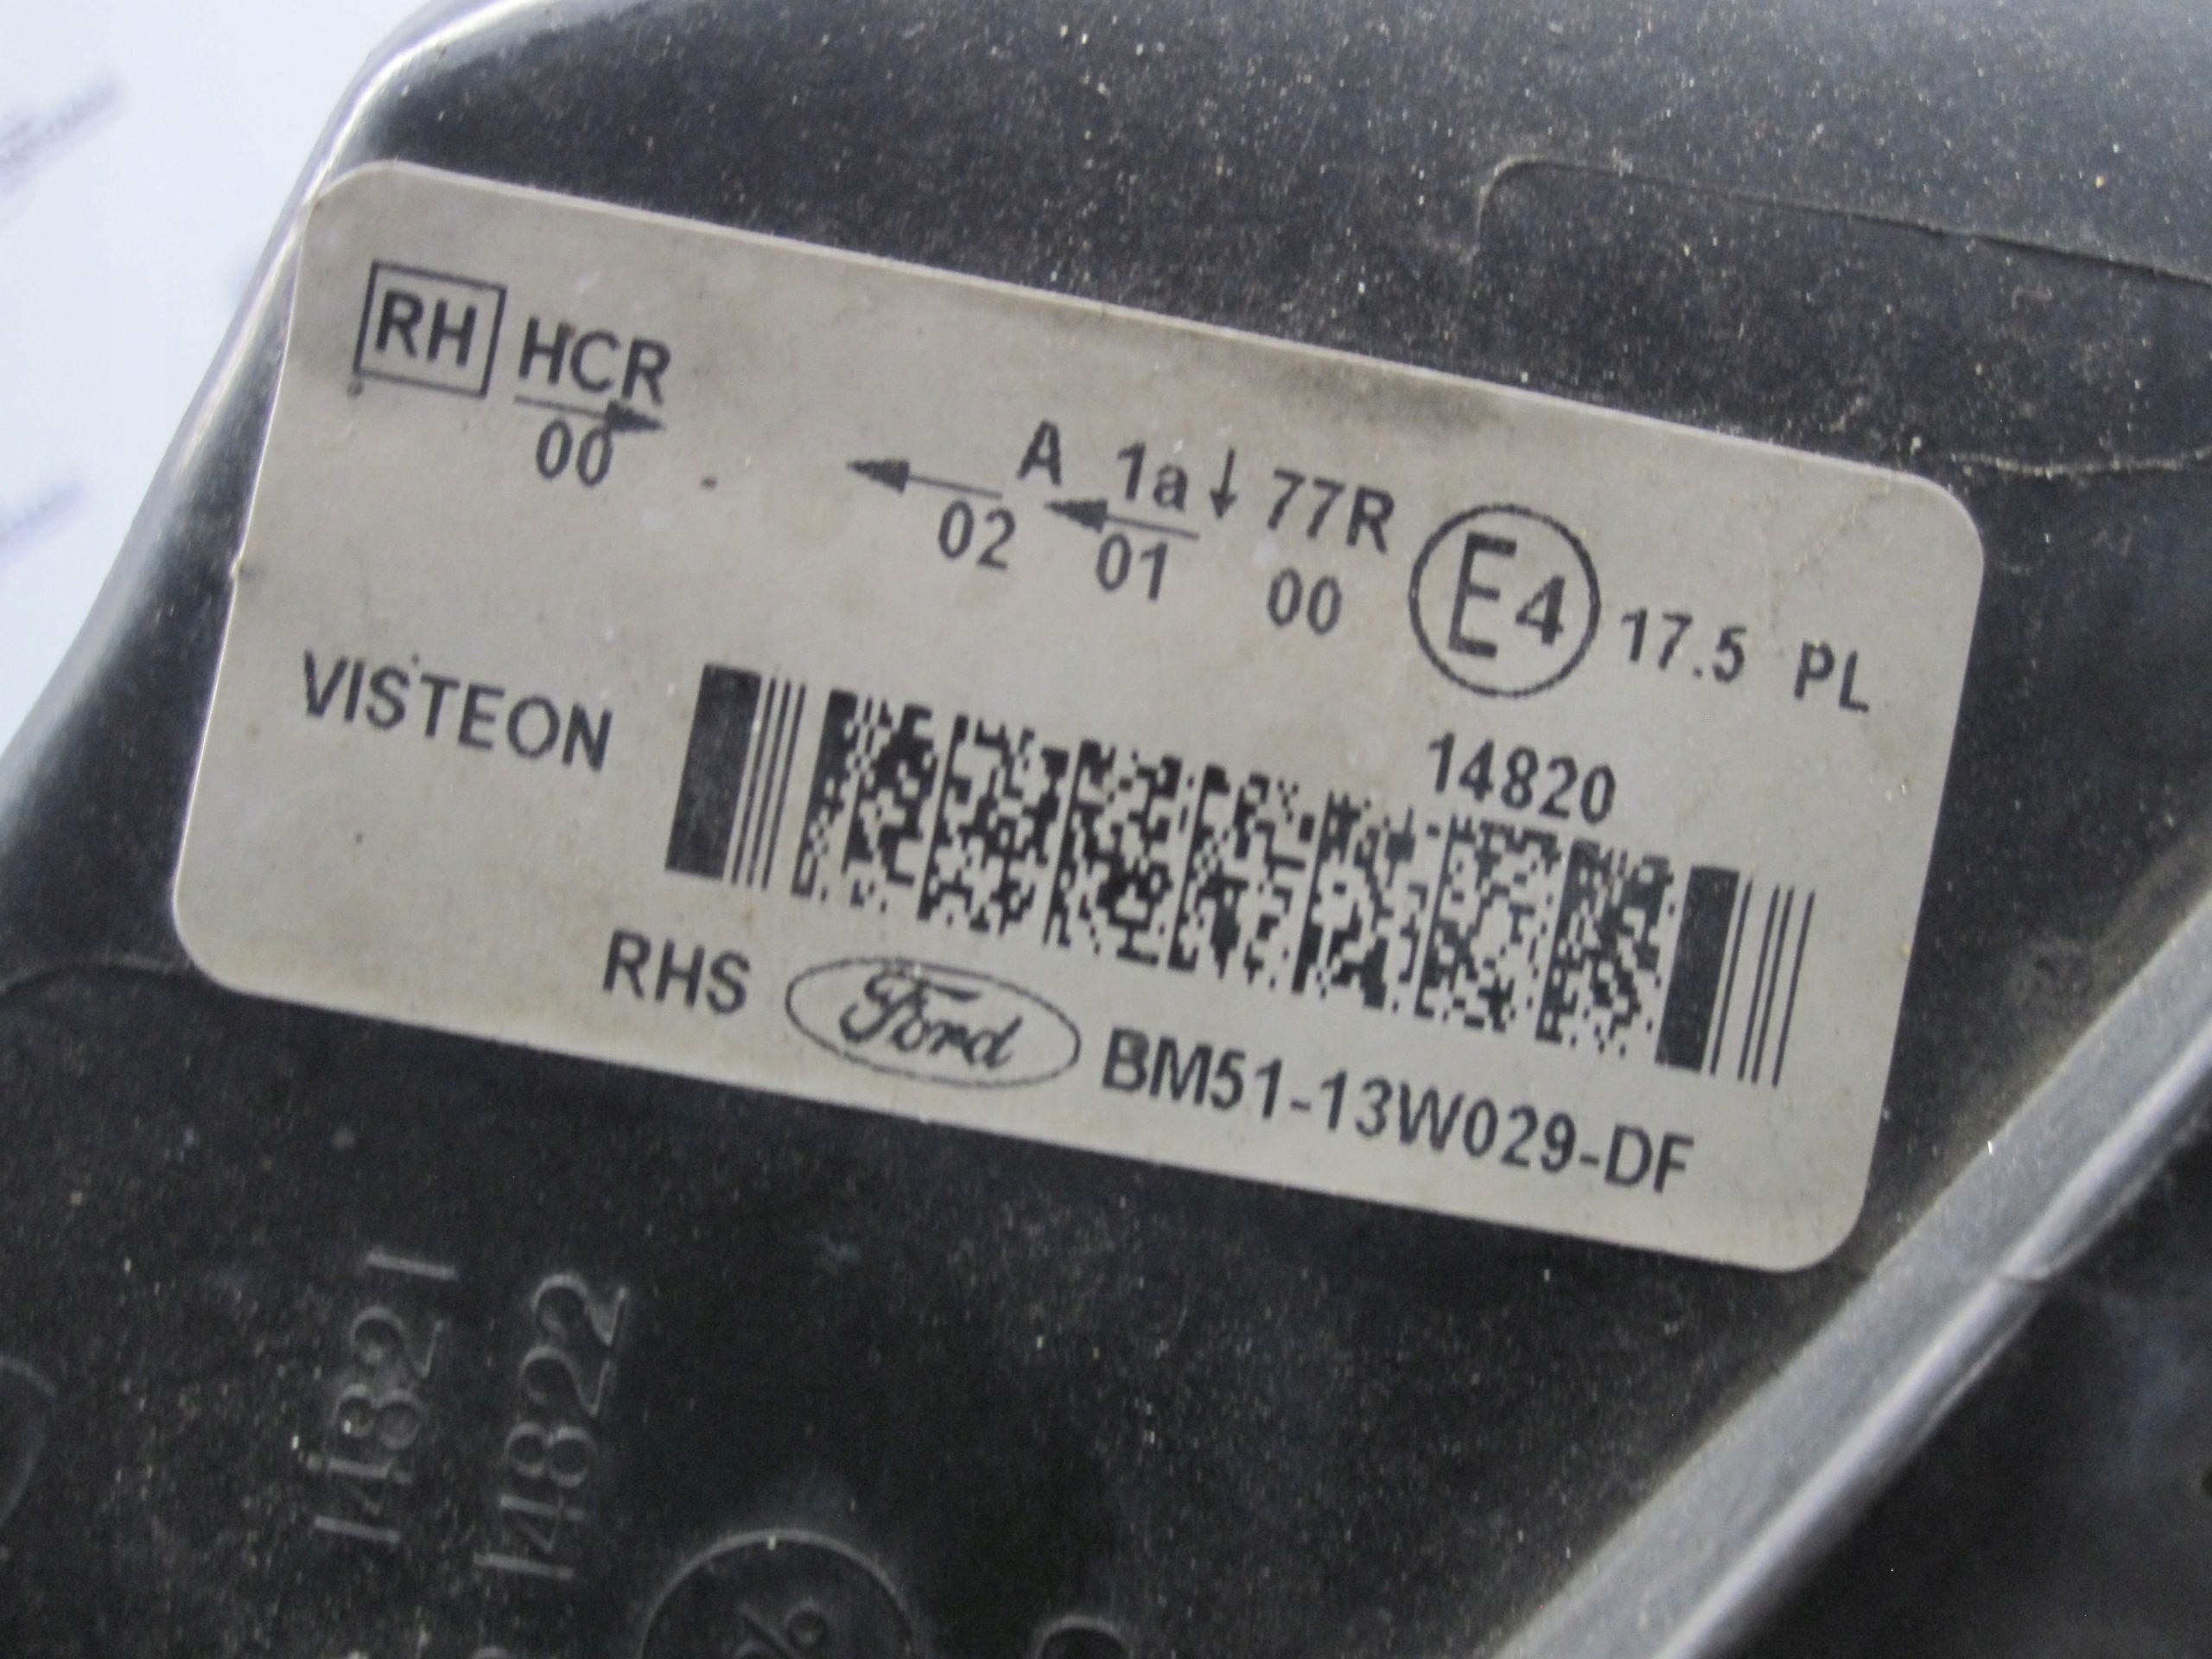 RH HCR A 1a↓ 77R E4 17.5 PL
00 02 01 00
VISTEON 14820
RHS Ford BM51-13W029-DF
14821
14822
%